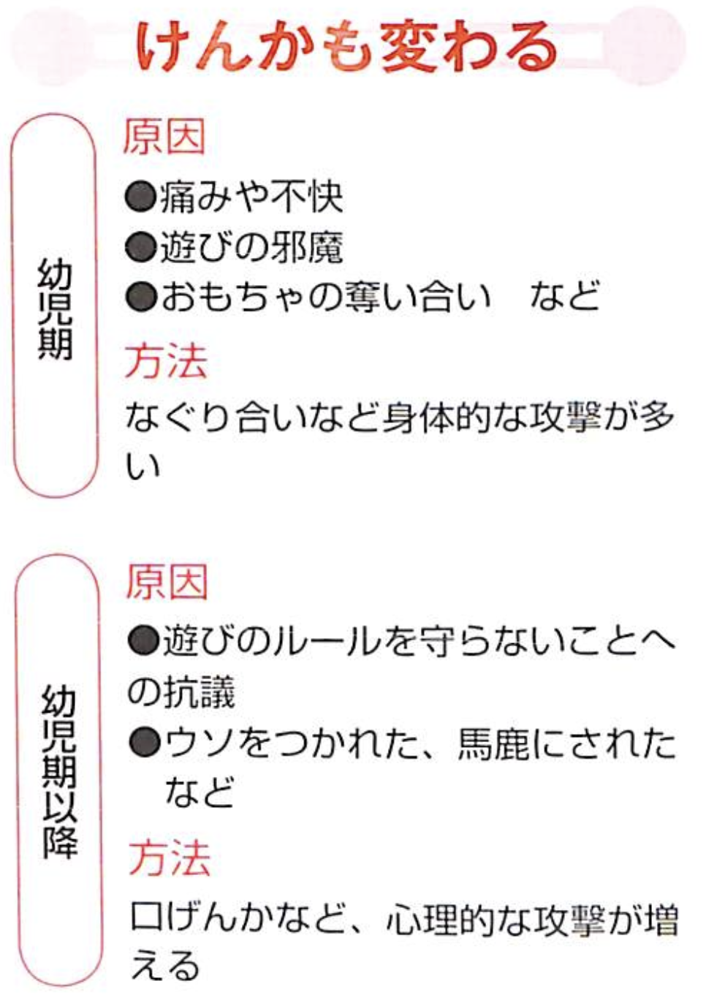 けんかも変わる
幼児期
原因
●痛みや不快
●遊びの邪魔
●おもちゃの奪い合い　など
方法
なぐり合いなど身体的な攻撃が多
い
幼児期以降
原因
●遊びのルールを守らないことへ
の抗議
●ウソをつかれた、馬鹿にされた
など
方法
口げんかなど、心理的な攻撃が増
える